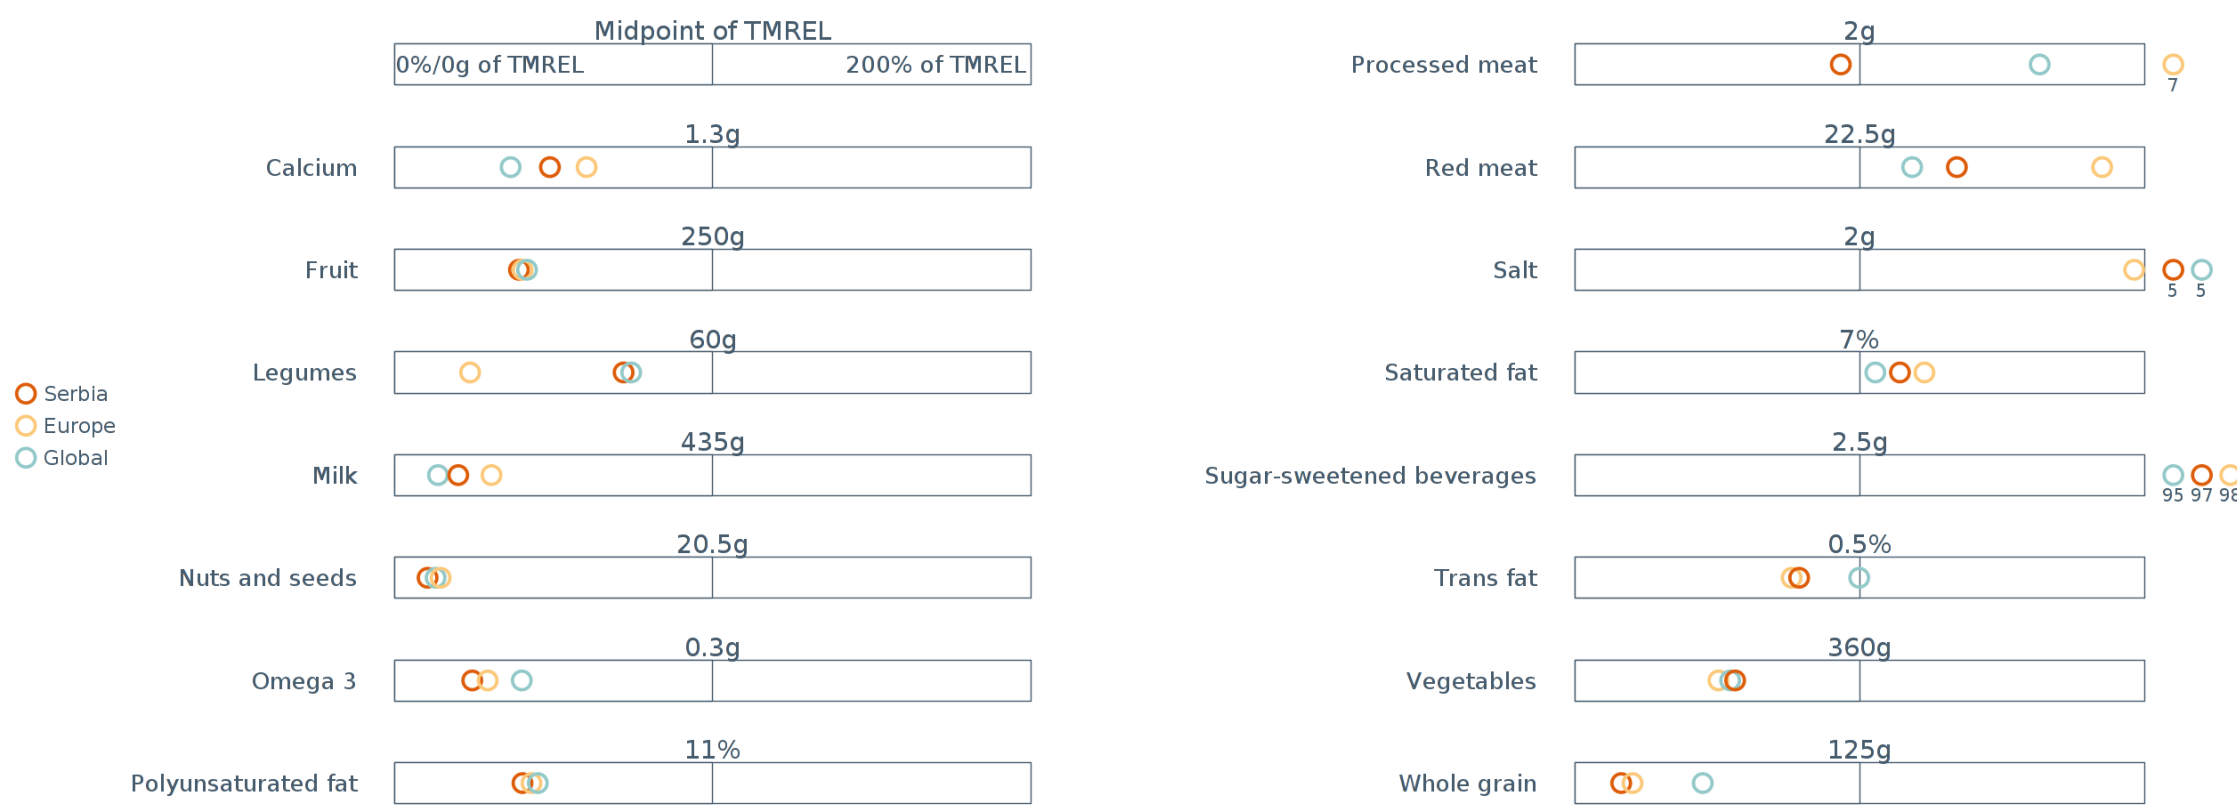 Midpoint of TMREL
0%/0g of TMREL
200% of TMREL
1.3g
Calcium
250g
Fruit
60g
Legumes
435g
Milk
20.5g
Nuts and seeds
0.3g
Omega 3
11%
Polyunsaturated fat
Serbia
Europe
Global
2g
Processed meat
7
22.5g
Red meat
2g
Salt
5 5
7%
Saturated fat
2.5g
Sugar-sweetened beverages
95 97 98
0.5%
Trans fat
360g
Vegetables
125g
Whole grain